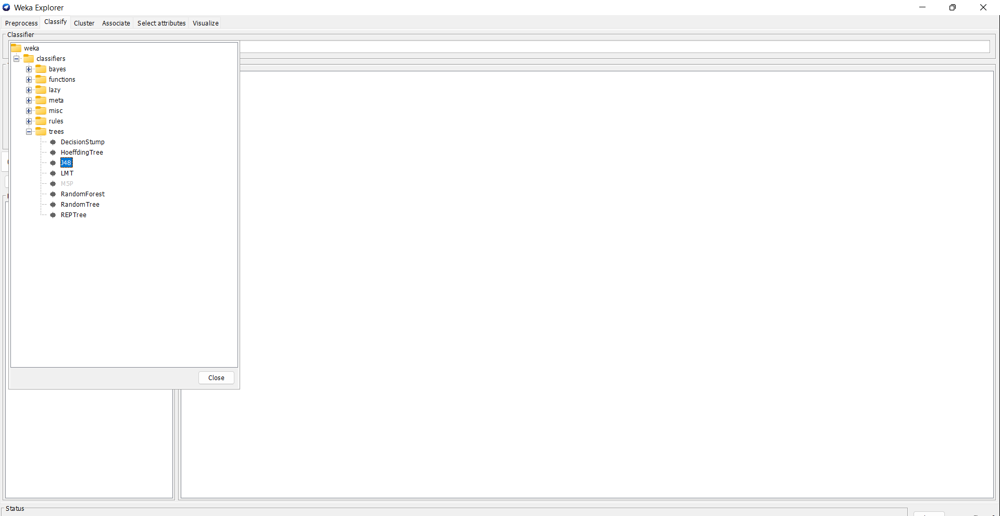 Weka Explorer
Preprocess Classify Cluster Associate Select attributes Visualize
Classifier
weka
classifiers
bayes
functions
lazy
meta
misc
rules
trees
DecisionStump
HoeffdingTree
J48
LMT
M5P
RandomForest
RandomTree
REPTree
Close
Status